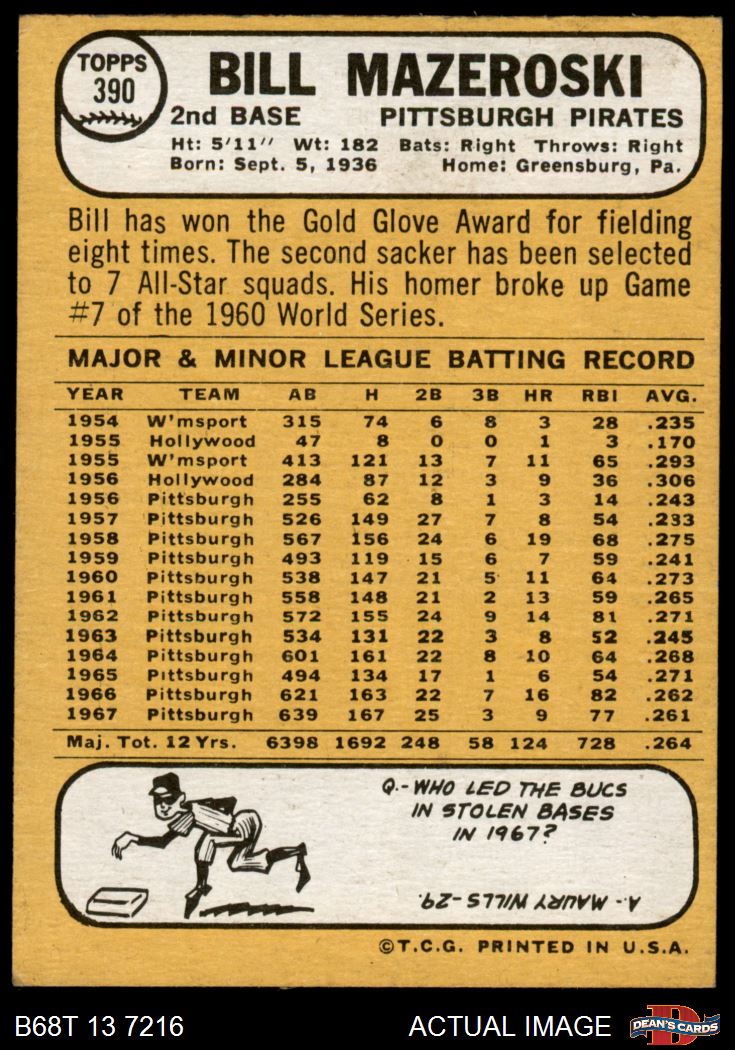 TOPPS
390
BILL MAZEROSKI
2nd BASE PITTSBURGH PIRATES
Ht: 5'11" Wt: 182 Bats: Right Throws: Right
Born: Sept. 5, 1936 Home: Greensburg, Pa.
Bill has won the Gold Glove Award for fielding
eight times. The second sacker has been selected
to 7 All-Star squads. His homer broke up Game
#7 of the 1960 World Series.
MAJOR & MINOR LEAGUE BATTING RECORD
YEAR TEAM AB H 2B 3B HR RBI AVG.
1954 W'msport 315 74 6 8 3 28 .235
1955 Hollywood 47 8 0 0 1 3 .170
1955 W'msport 413 121 13 7 11 65 .293
1956 Hollywood 284 87 12 3 9 36 .306
1956 Pittsburgh 255 62 8 1 3 14 .243
1957 Pittsburgh 526 149 27 7 8 54 .233
1958 Pittsburgh 567 156 24 6 19 68 .275
1959 Pittsburgh 493 119 15 6 7 59 .241
1960 Pittsburgh 538 147 21 5 11 64 .273
1961 Pittsburgh 558 148 21 2 13 59 .265
1962 Pittsburgh 572 155 24 9 14 81 .271
1963 Pittsburgh 534 131 22 3 8 52 .245
1964 Pittsburgh 601 161 22 8 10 64 .268
1965 Pittsburgh 494 134 17 1 6 54 .271
1966 Pittsburgh 621 163 22 7 16 82 .262
1967 Pittsburgh 639 167 25 3 9 77 .261
Maj. Tot. 12 Yrs. 6398 1692 248 58 124 728 .264
Q.-WHO LED THE BUCS
IN STOLEN BASES
IN 1967?
A.- MAURY WILLS-29.
©T.C.G. PRINTED IN U.S.A.
B68T 13 7216 ACTUAL IMAGE D DEAN'S CARDS